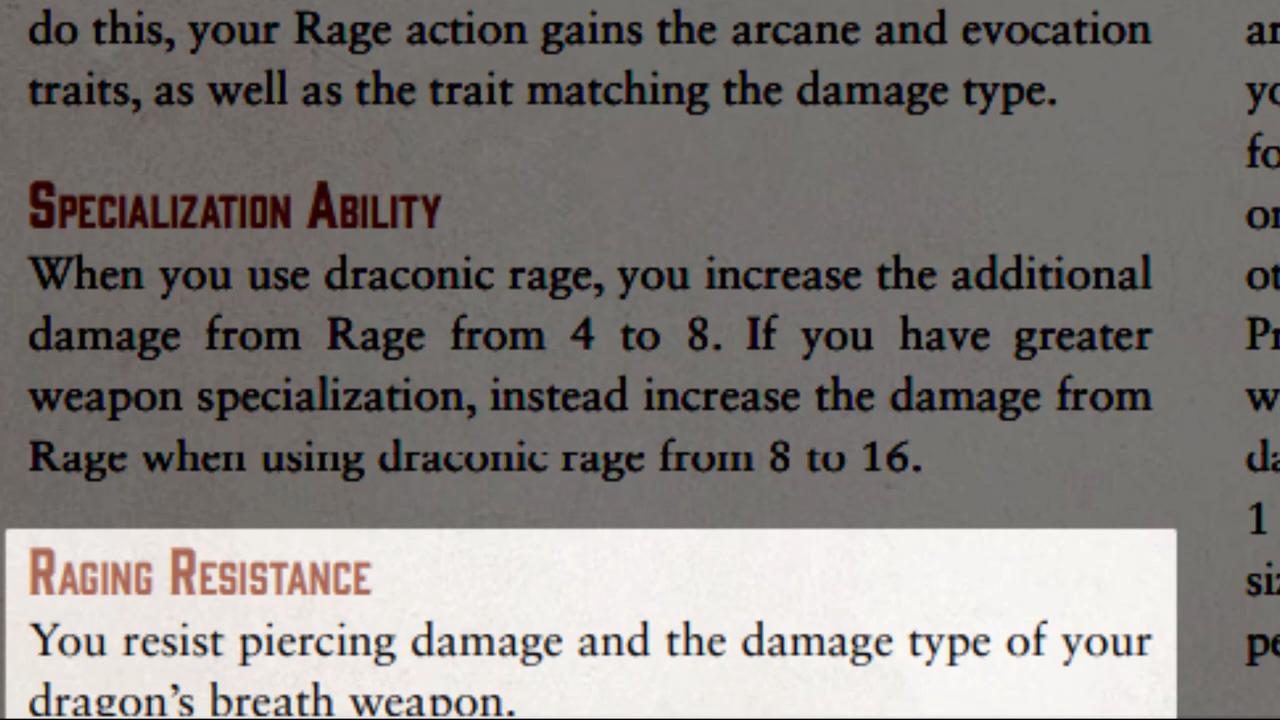 do this, your Rage action gains the arcane and evocation
traits, as well as the trait matching the damage type.
Specialization Ability
When you use draconic rage, you increase the additional
damage from Rage from 4 to 8. If you have greater
weapon specialization, instead increase the damage from
Rage when using draconic rage from 8 to 16.
Raging Resistance
You resist piercing damage and the damage type of your
dragon's breath weapon.
1